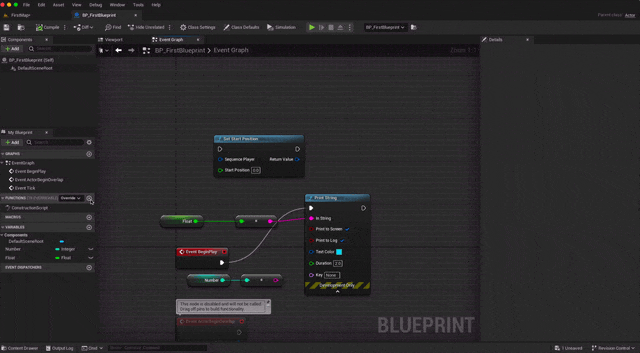 File Edit Asset View Debug Window Tools Help
FirstMap
BP_FirstBlueprint
Parent class: Actor
Components
Viewport
Event Graph
Details
Compile
Diff
Find
Hide Unrelated
Class Settings
Class Defaults
Simulation
BP_FirstBlueprint
Add
Search
BP_FirstBlueprint > Event Graph
BP_FirstBlueprint (Self)
DefaultSceneRoot
Get Start Position
Sequence Player
Return Value
Start Position 0.0
My Blueprint
Add
Search
GRAPHS
EventGraph
Event BeginPlay
Event ActorBeginOverlap
Event Tick
FUNCTIONS
Override
ConstructionScript
MACROS
VARIABLES
Components
DefaultSceneRoot
Number Integer
Float Float
EVENT DISPATCHERS
Print String
Float
In String
Print to Screen
Print to Log
Text Color
Duration 2.0
Key None
Development Only
Event BeginPlay
Number
This node is disabled and will not be called.
Drag off pins to build functionality.
Event ActorBeginOverlap
BLUEPRINT
Content Drawer
Output Log
Cmd
1 Unsaved
Revision Control